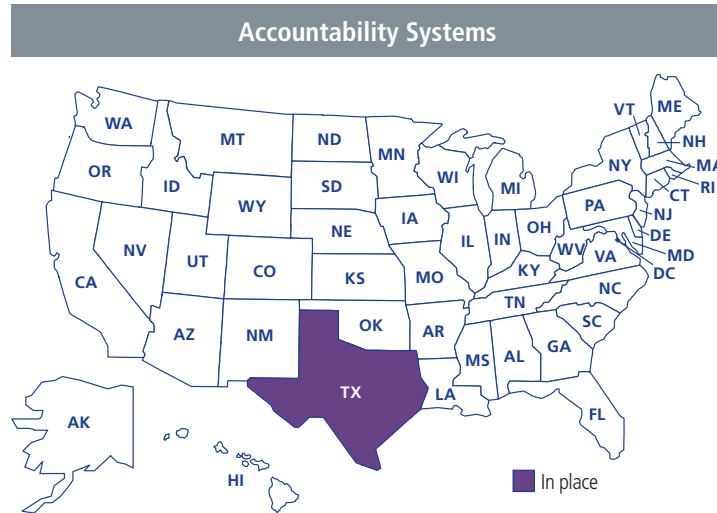 Accountability Systems
WA
MT
ND
MN
VT
ME
NH
OR
ID
SD
WI
MI
NY
MA
RI
CT
WY
IA
PA
NJ
NE
OH
DE
NV
UT
CO
IL
IN
WV
VA
MD
DC
CA
KS
MO
KY
NC
TN
AZ
NM
OK
AR
SC
MS
AL
GA
TX
LA
FL
AK
HI
In place